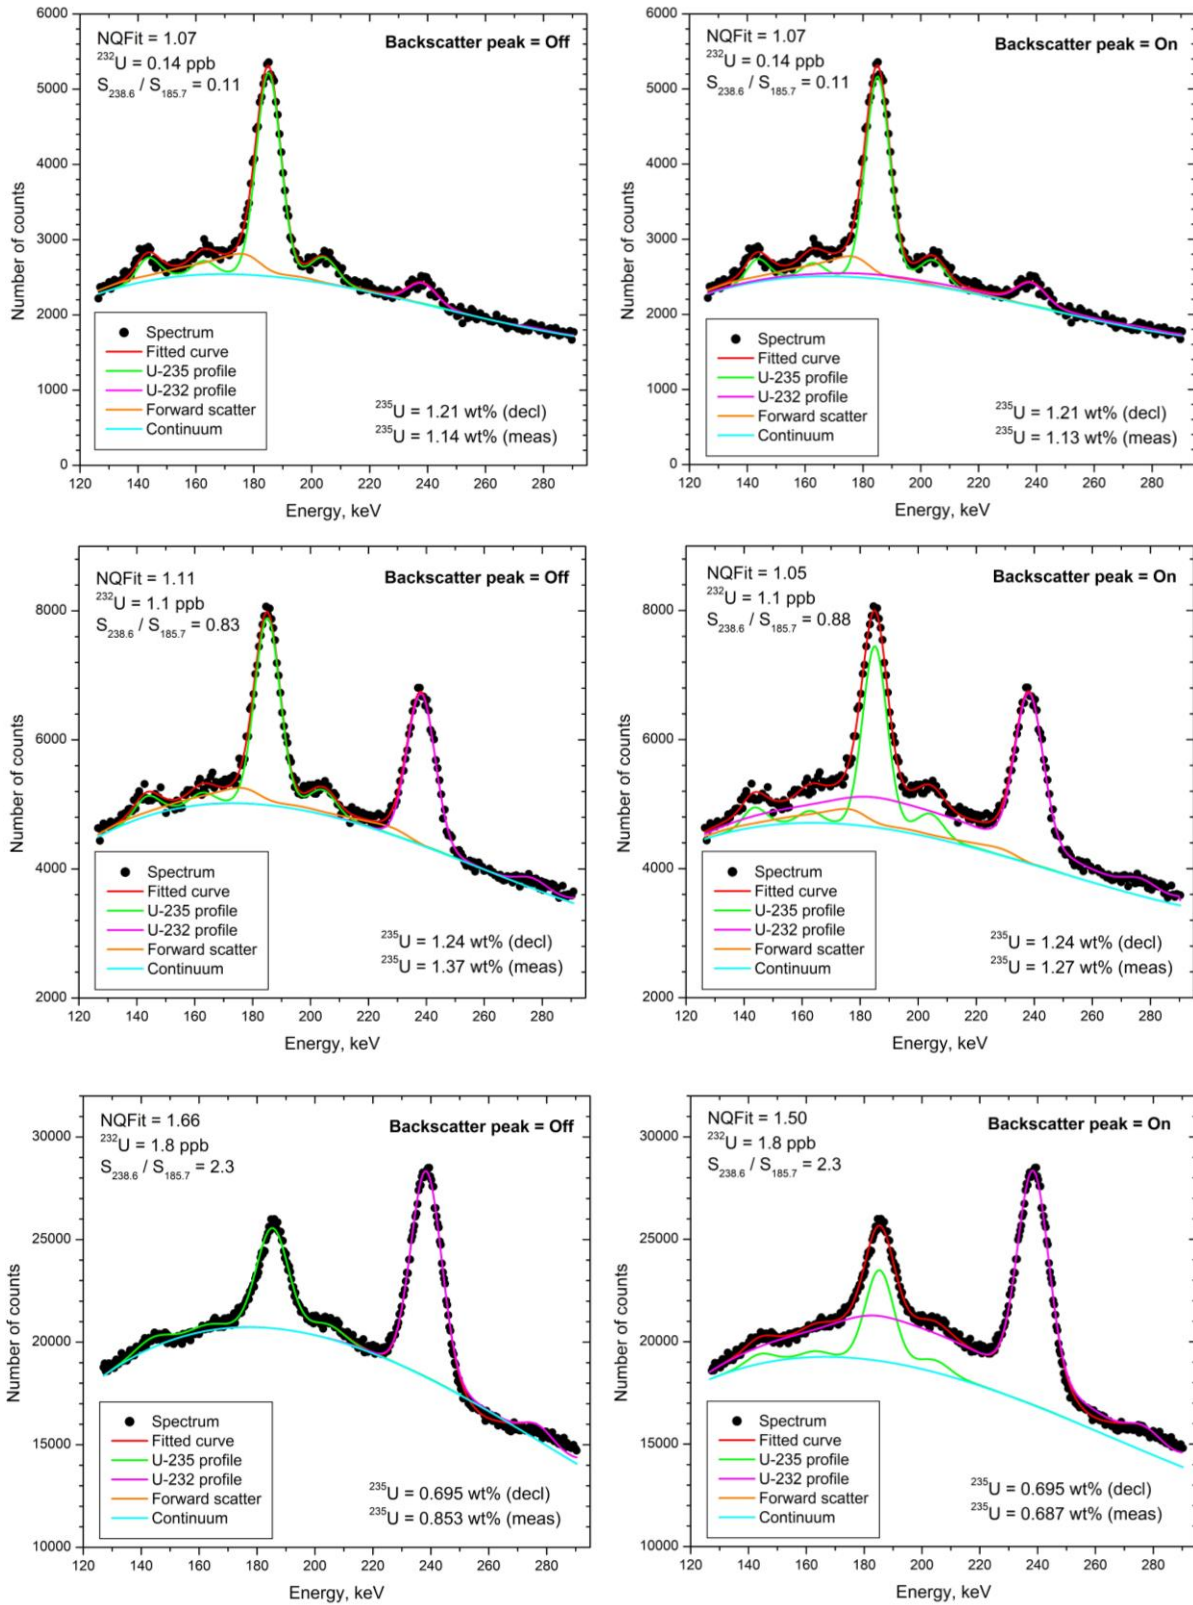 NQFit = 1.07
²³²U = 0.14 ppb
S₂₃₈.₆ / S₁₈₅.₇ = 0.11
Backscatter peak = Off
6000
5000
4000
3000
2000
1000
0
Number of counts
Spectrum
Fitted curve
U-235 profile
U-232 profile
Forward scatter
Continuum
²³⁵U = 1.21 wt% (decl)
²³⁵U = 1.14 wt% (meas)
120 140 160 180 200 220 240 260 280
Energy, keV
NQFit = 1.07
²³²U = 0.14 ppb
S₂₃₈.₆ / S₁₈₅.₇ = 0.11
Backscatter peak = On
6000
5000
4000
3000
2000
1000
0
Number of counts
Spectrum
Fitted curve
U-235 profile
U-232 profile
Forward scatter
Continuum
²³⁵U = 1.21 wt% (decl)
²³⁵U = 1.13 wt% (meas)
120 140 160 180 200 220 240 260 280
Energy, keV
NQFit = 1.11
²³²U = 1.1 ppb
S₂₃₈.₆ / S₁₈₅.₇ = 0.83
Backscatter peak = Off
8000
6000
4000
2000
Number of counts
Spectrum
Fitted curve
U-235 profile
U-232 profile
Forward scatter
Continuum
²³⁵U = 1.24 wt% (decl)
²³⁵U = 1.37 wt% (meas)
120 140 160 180 200 220 240 260 280
Energy, keV
NQFit = 1.05
²³²U = 1.1 ppb
S₂₃₈.₆ / S₁₈₅.₇ = 0.88
Backscatter peak = On
8000
6000
4000
2000
Number of counts
Spectrum
Fitted curve
U-235 profile
U-232 profile
Forward scatter
Continuum
²³⁵U = 1.24 wt% (decl)
²³⁵U = 1.27 wt% (meas)
120 140 160 180 200 220 240 260 280
Energy, keV
NQFit = 1.66
²³²U = 1.8 ppb
S₂₃₈.₆ / S₁₈₅.₇ = 2.3
Backscatter peak = Off
30000
25000
20000
15000
10000
Number of counts
Spectrum
Fitted curve
U-235 profile
U-232 profile
Forward scatter
Continuum
²³⁵U = 0.695 wt% (decl)
²³⁵U = 0.853 wt% (meas)
120 140 160 180 200 220 240 260 280
Energy, keV
NQFit = 1.50
²³²U = 1.8 ppb
S₂₃₈.₆ / S₁₈₅.₇ = 2.3
Backscatter peak = On
30000
25000
20000
15000
10000
Number of counts
Spectrum
Fitted curve
U-235 profile
U-232 profile
Forward scatter
Continuum
²³⁵U = 0.695 wt% (decl)
²³⁵U = 0.687 wt% (meas)
120 140 160 180 200 220 240 260 280
Energy, keV